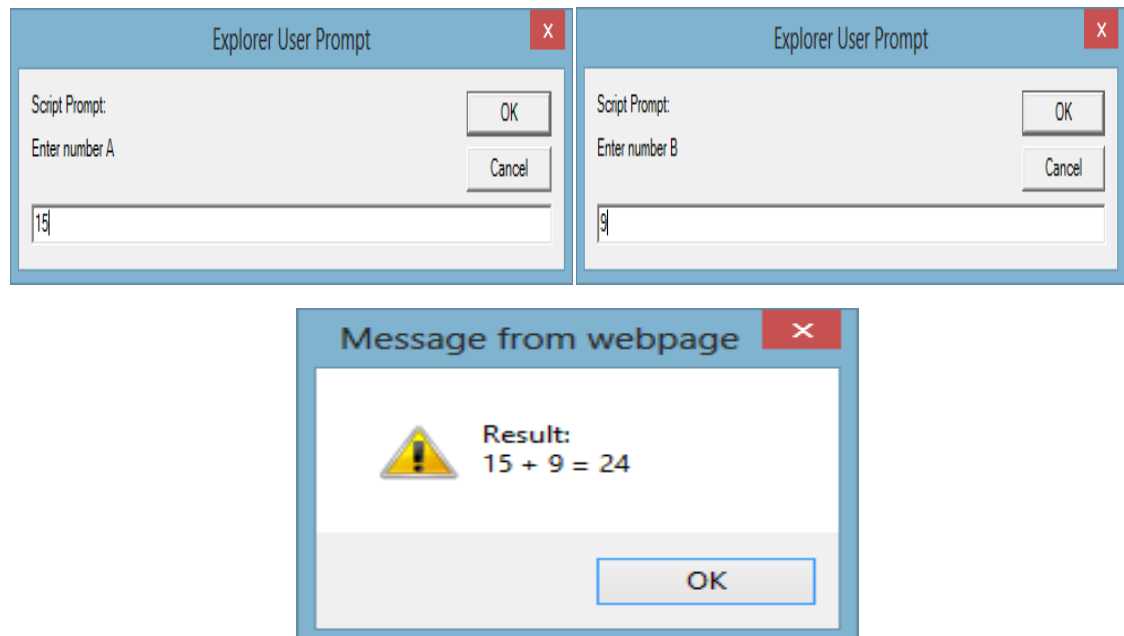 Explorer User Prompt
X
Script Prompt:
OK
Enter number A
Cancel
15
Explorer User Prompt
X
Script Prompt:
OK
Enter number B
Cancel
9
Message from webpage
×
Result:
15 + 9 = 24
OK